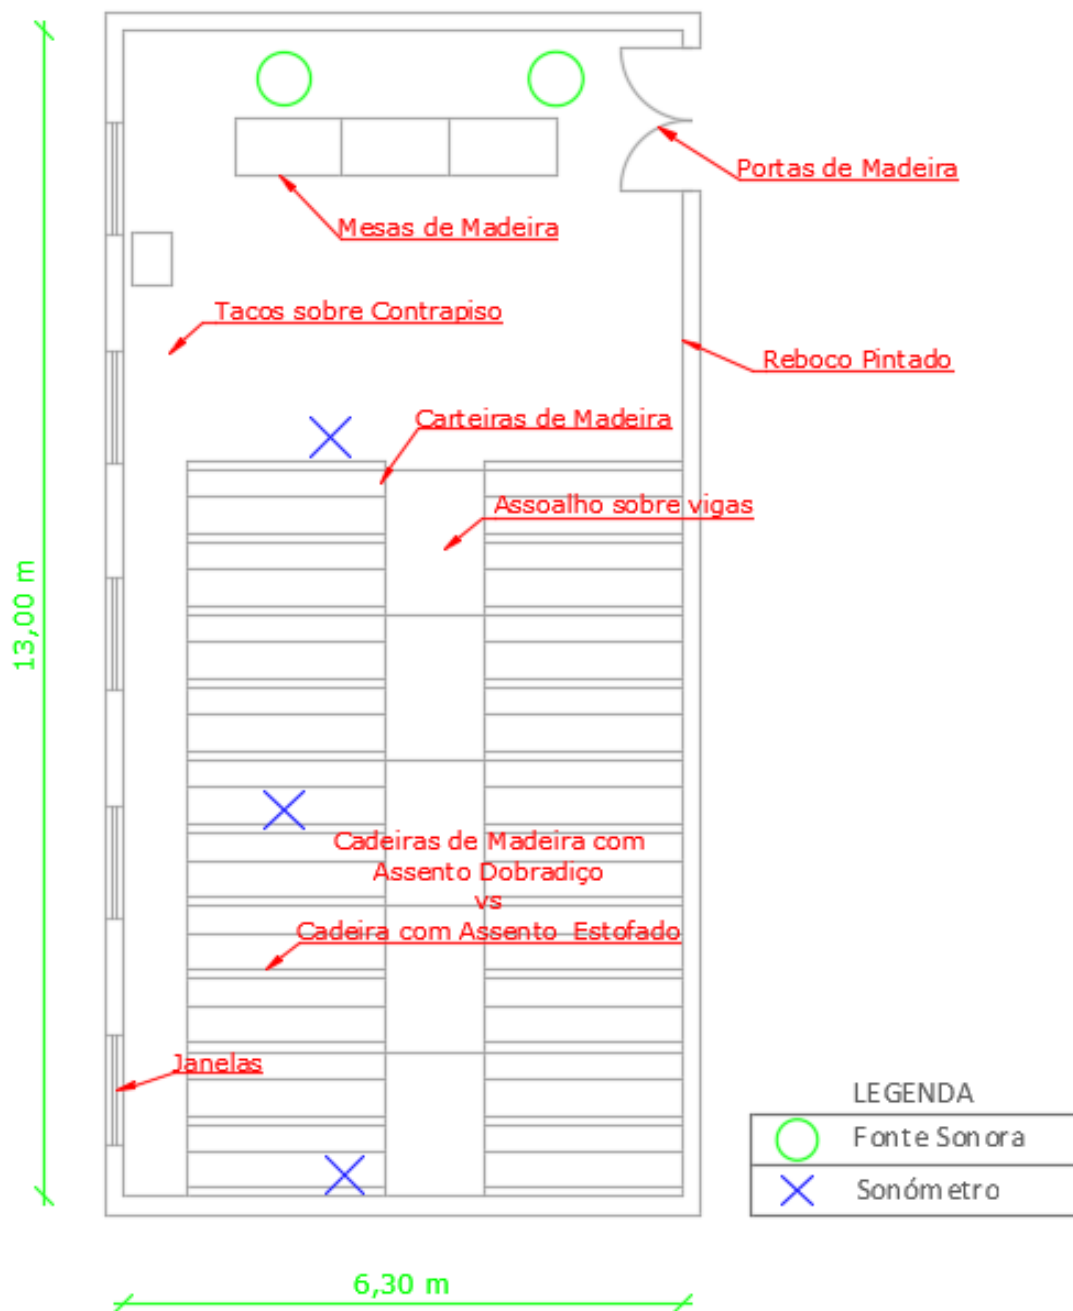 Portas de Madeira
Mesas de Madeira
Tacos sobre Contrapiso
Reboco Pintado
Carteiras de Madeira
Assoalho sobre vigas
13,00 m
Cadeiras de Madeira com
Assento Dobradiço
vs
Cadeira com Assento Estofado
Janelas
LEGENDA
Fonte Sonora
Sonómetro
6,30 m